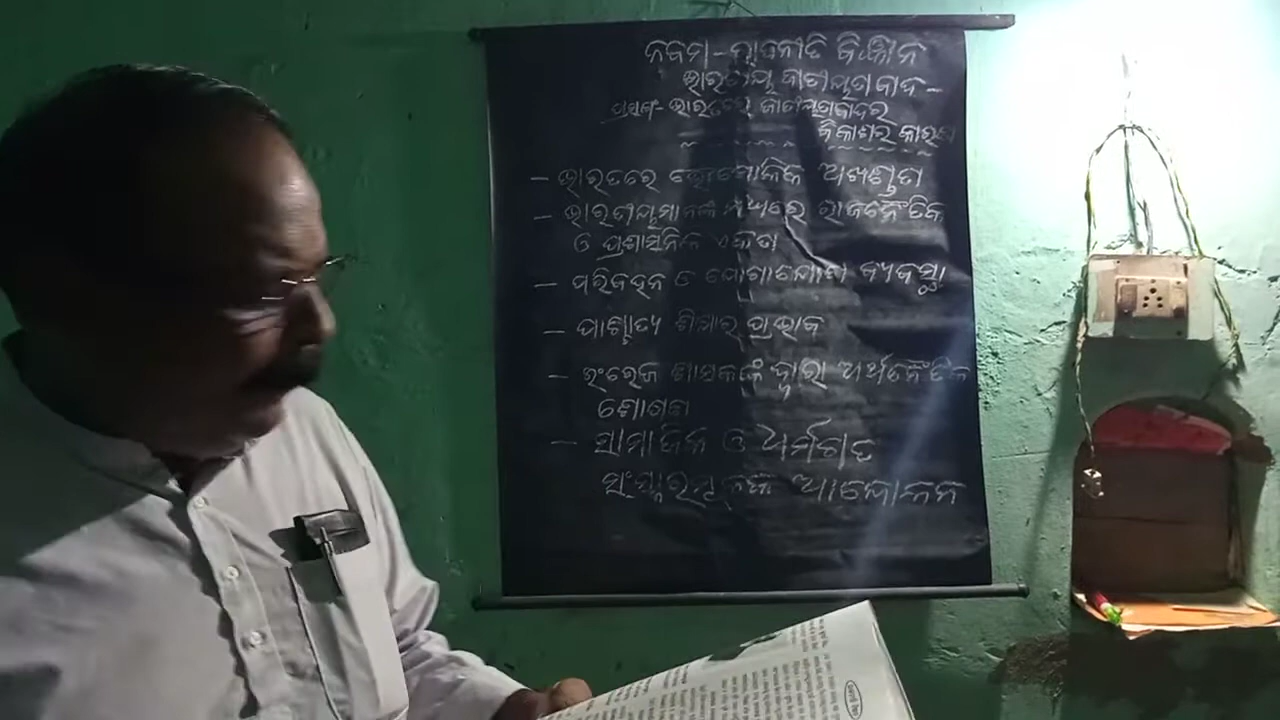 ନବମ - ରାଜନୀତି ବିଜ୍ଞାନ
ଭାରତୀୟ ଜାତୀୟତାବାଦ -
ପ୍ରସଙ୍ଗ - ଭାରତରେ ଜାତୀୟତାବାଦର
ବିକାଶର କାରଣ
- ଭାରତରେ ଭୌଗୋଳିକ ଅଖଣ୍ଡତା
- ଭାରତୀୟମାନଙ୍କ ମଧ୍ୟରେ ରାଜନୈତିକ
ଓ ପ୍ରଶାସନିକ ଏକତା
- ପରିବହନ ଓ ଯୋଗାଯୋଗ ବ୍ୟବସ୍ଥା
- ପାଶ୍ଚାତ୍ୟ ଶିକ୍ଷାର ପ୍ରଭାବ
- ଇଂରେଜ ଶାସକଙ୍କ ଦ୍ୱାରା ଅର୍ଥନୈତିକ
ଶୋଷଣ
- ସାମାଜିକ ଓ ଧର୍ମଗତ
ସଂସ୍କାରମୂଳକ ଆନ୍ଦୋଳନ